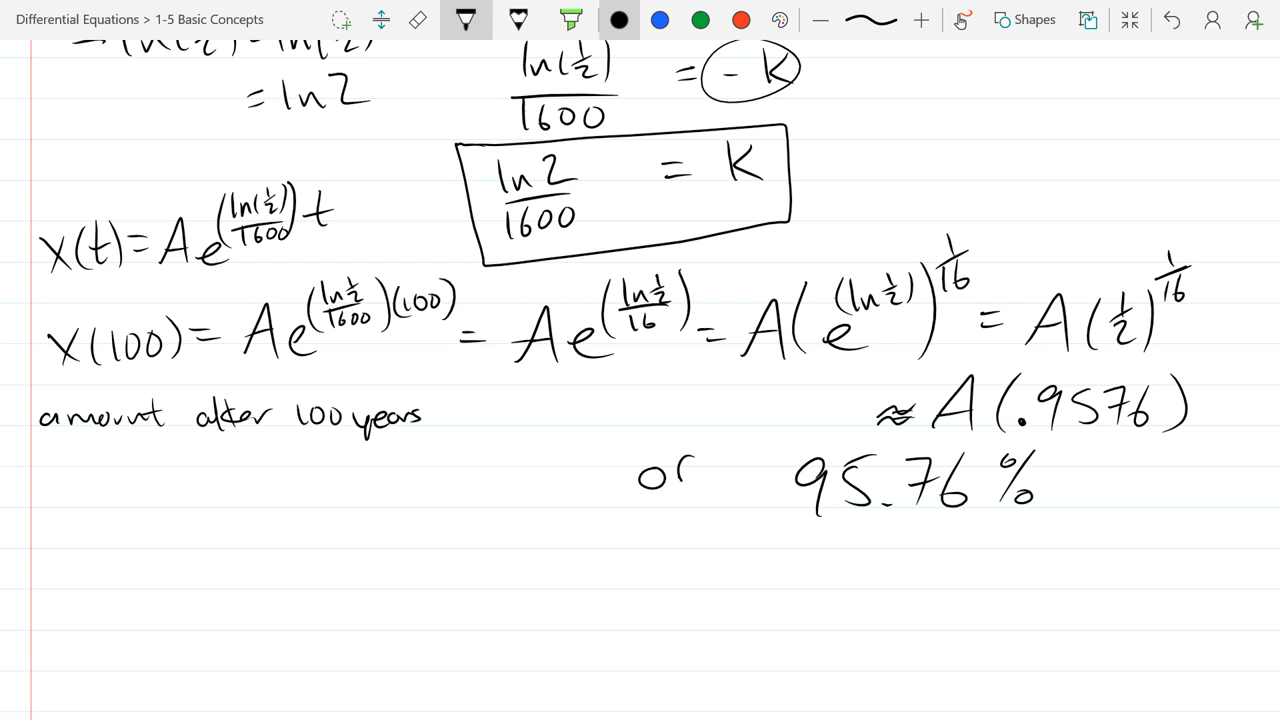 Differential Equations > 1-5 Basic Concepts
Shapes
= ln 2
ln(1/2)/1600 = -K
ln 2/1600 = K
x(t) = Ae^(ln(1/2)/1600)t
x(100) = Ae^(ln 1/2/1600)(100) = Ae^(ln 1/2/16) = A(e^(ln 1/2))^1/16 = A(1/2)^1/16
amount after 100 years
≈ A(.9576)
or 95.76 %